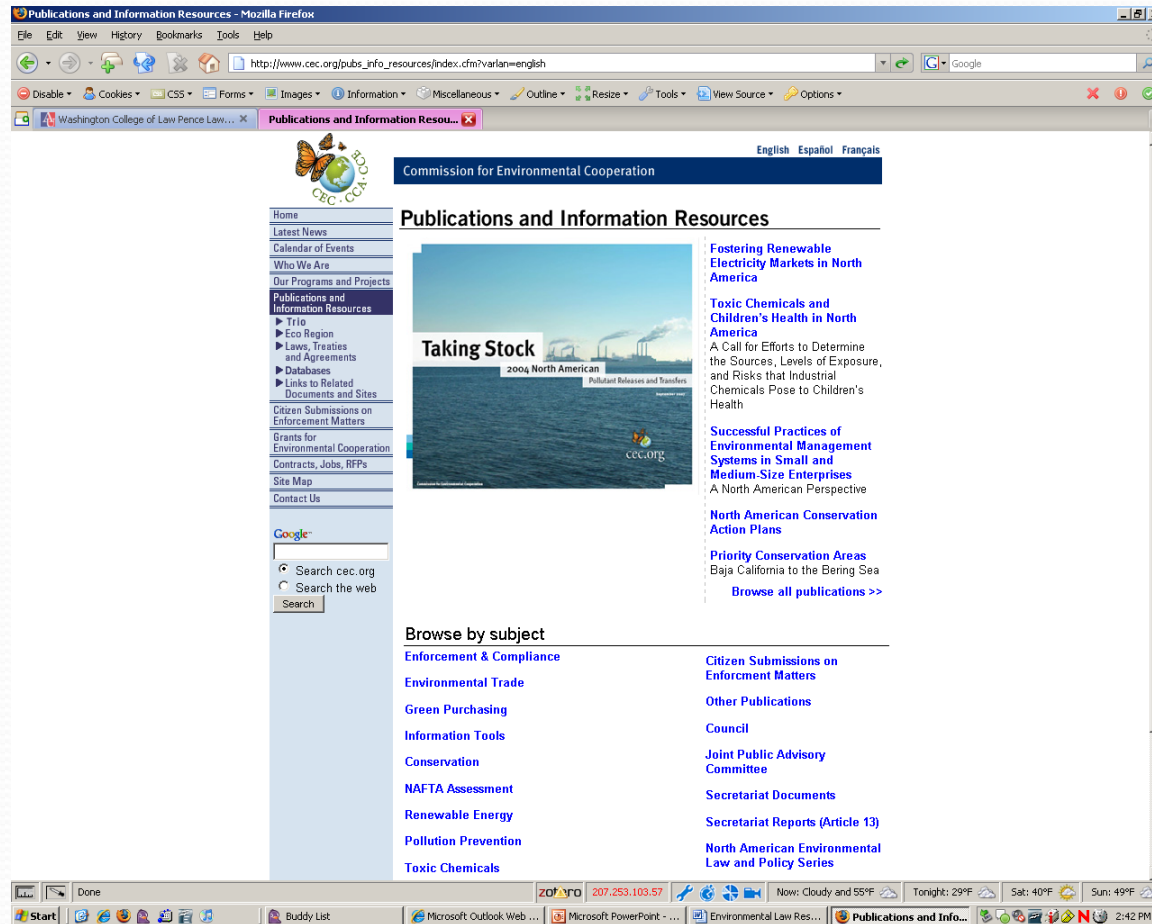 Publications and Information Resources - Mozilla Firefox
File Edit View History Bookmarks Tools Help
http://www.cec.org/pubs_info_resources/index.cfm?varlan=english
Google
Disable Cookies CSS Forms Images Information Miscellaneous Outline Resize Tools View Source Options
Washington College of Law Pence Law... Publications and Information Resou...
English Español Français
Commission for Environmental Cooperation
CEC . CCA . CCE
Publications and Information Resources
Home
Latest News
Calendar of Events
Who We Are
Our Programs and Projects
Publications and
Information Resources
Trio
Eco Region
Laws, Treaties
and Agreements
Databases
Links to Related
Documents and Sites
Citizen Submissions on
Enforcement Matters
Grants for
Environmental Cooperation
Contracts, Jobs, RFPs
Site Map
Contact Us
Google
Search cec.org
Search the web
Search
Taking Stock
2004 North American
Pollutant Releases and Transfers
cec.org
Commission for Environmental Cooperation
Fostering Renewable
Electricity Markets in North
America
Toxic Chemicals and
Children's Health in North
America
A Call for Efforts to Determine
the Sources, Levels of Exposure,
and Risks that Industrial
Chemicals Pose to Children's
Health
Successful Practices of
Environmental Management
Systems in Small and
Medium-Size Enterprises
A North American Perspective
North American Conservation
Action Plans
Priority Conservation Areas
Baja California to the Bering Sea
Browse all publications >>
Browse by subject
Enforcement & Compliance
Environmental Trade
Green Purchasing
Information Tools
Conservation
NAFTA Assessment
Renewable Energy
Pollution Prevention
Toxic Chemicals
Citizen Submissions on
Enforcment Matters
Other Publications
Council
Joint Public Advisory
Committee
Secretariat Documents
Secretariat Reports (Article 13)
North American Environmental
Law and Policy Series
Done zotero 207.253.103.57 Now: Cloudy and 55°F Tonight: 29°F Sat: 40°F Sun: 49°F
Start Buddy List Microsoft Outlook Web ... Microsoft PowerPoint - ... Environmental Law Res... Publications and Info... 2:42 PM